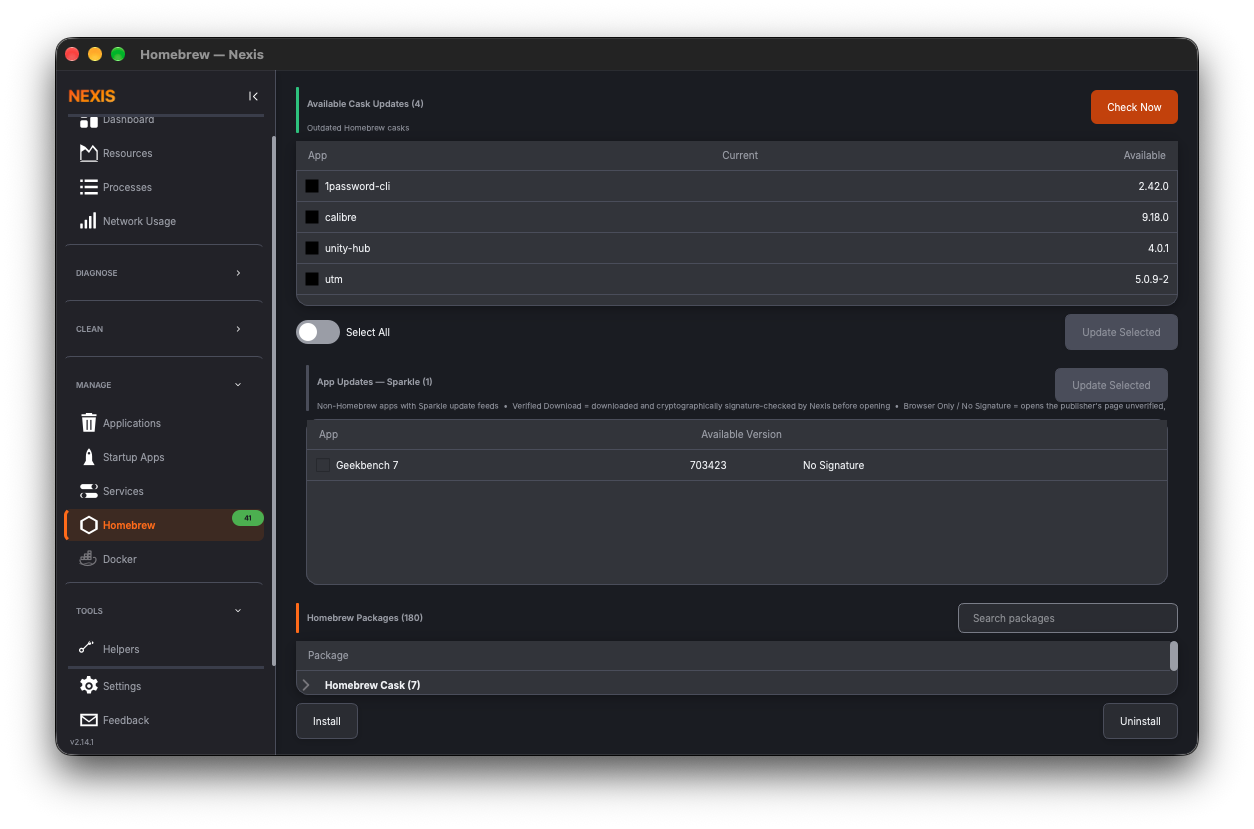 Homebrew — Nexis
NEXIS
Dashboard
Resources
Processes
Network Usage
DIAGNOSE
CLEAN
MANAGE
Applications
Startup Apps
Services
Homebrew
41
Docker
TOOLS
Helpers
Settings
Feedback
v2.14.1
Available Cask Updates (4)
Outdated Homebrew casks
Check Now
App Current Available
1password-cli 2.42.0
calibre 9.18.0
unity-hub 4.0.1
utm 5.0.9-2
Select All
Update Selected
App Updates — Sparkle (1)
Update Selected
Non-Homebrew apps with Sparkle update feeds • Verified Download = downloaded and cryptographically signature-checked by Nexis before opening • Browser Only / No Signature = opens the publisher's page unverified,
App Available Version
Geekbench 7 703423 No Signature
Homebrew Packages (180)
Search packages
Package
Homebrew Cask (7)
Install
Uninstall